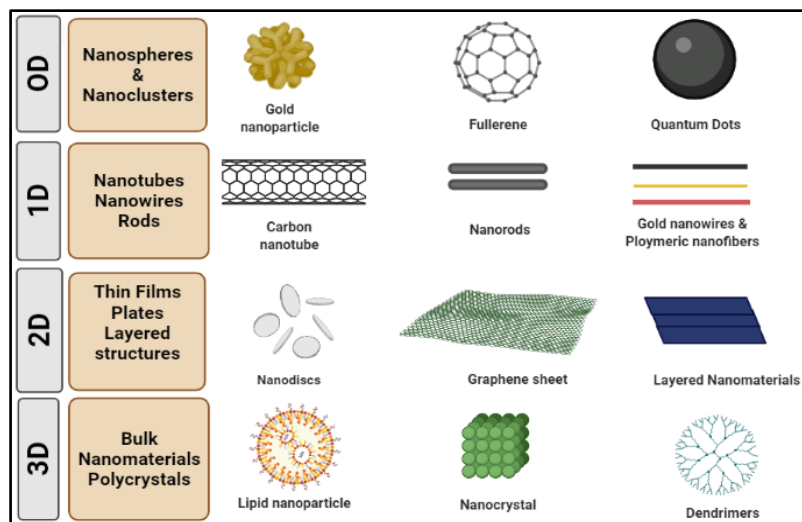 0D
Nanospheres
&
Nanoclusters
Gold
nanoparticle
Fullerene
Quantum Dots
1D
Nanotubes
Nanowires
Rods
Carbon
nanotube
Nanorods
Gold nanowires &
Ploymeric nanofibers
2D
Thin Films
Plates
Layered
structures
Nanodiscs
Graphene sheet
Layered Nanomaterials
3D
Bulk
Nanomaterials
Polycrystals
Lipid nanoparticle
Nanocrystal
Dendrimers